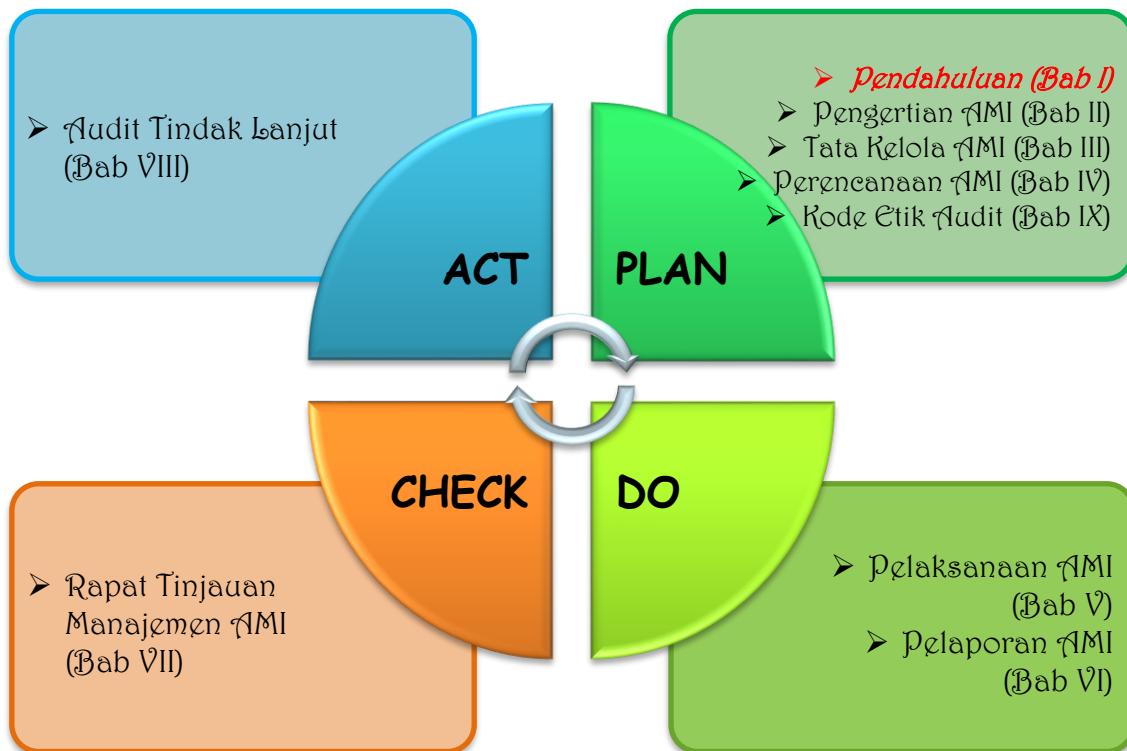 ➢ Audit Tindak Lanjut
(Bab VIII)
➢ Pendahuluan (Bab I)
➢ Pengertian AMI (Bab II)
➢ Tata Kelola AMI (Bab III)
➢ Perencanaan AMI (Bab IV)
➢ Kode Etik Audit (Bab IX)
ACT
PLAN
CHECK
DO
➢ Rapat Tinjauan
Manajemen AMI
(Bab VII)
➢ Pelaksanaan AMI
(Bab V)
➢ Pelaporan AMI
(Bab VI)